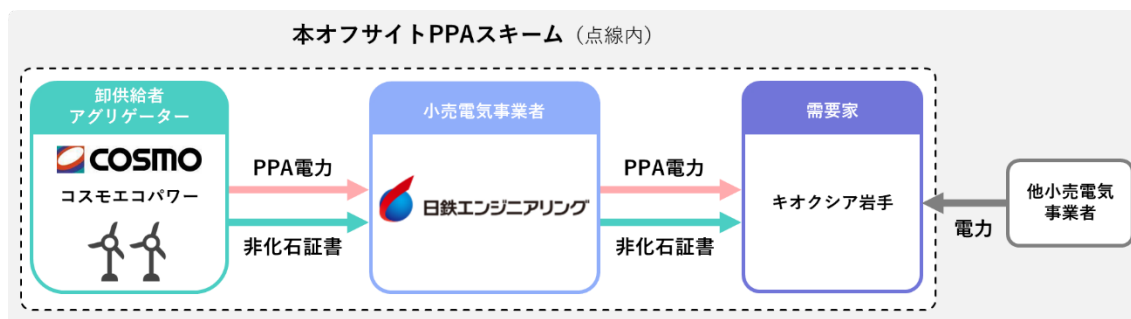 本オフサイトPPAスキーム（点線内）
卸供給者
アグリゲーター
COSMO
コスモエコパワー
PPA電力
非化石証書
小売電気事業者
日鉄エンジニアリング
PPA電力
非化石証書
需要家
キオクシア岩手
電力
他小売電気
事業者